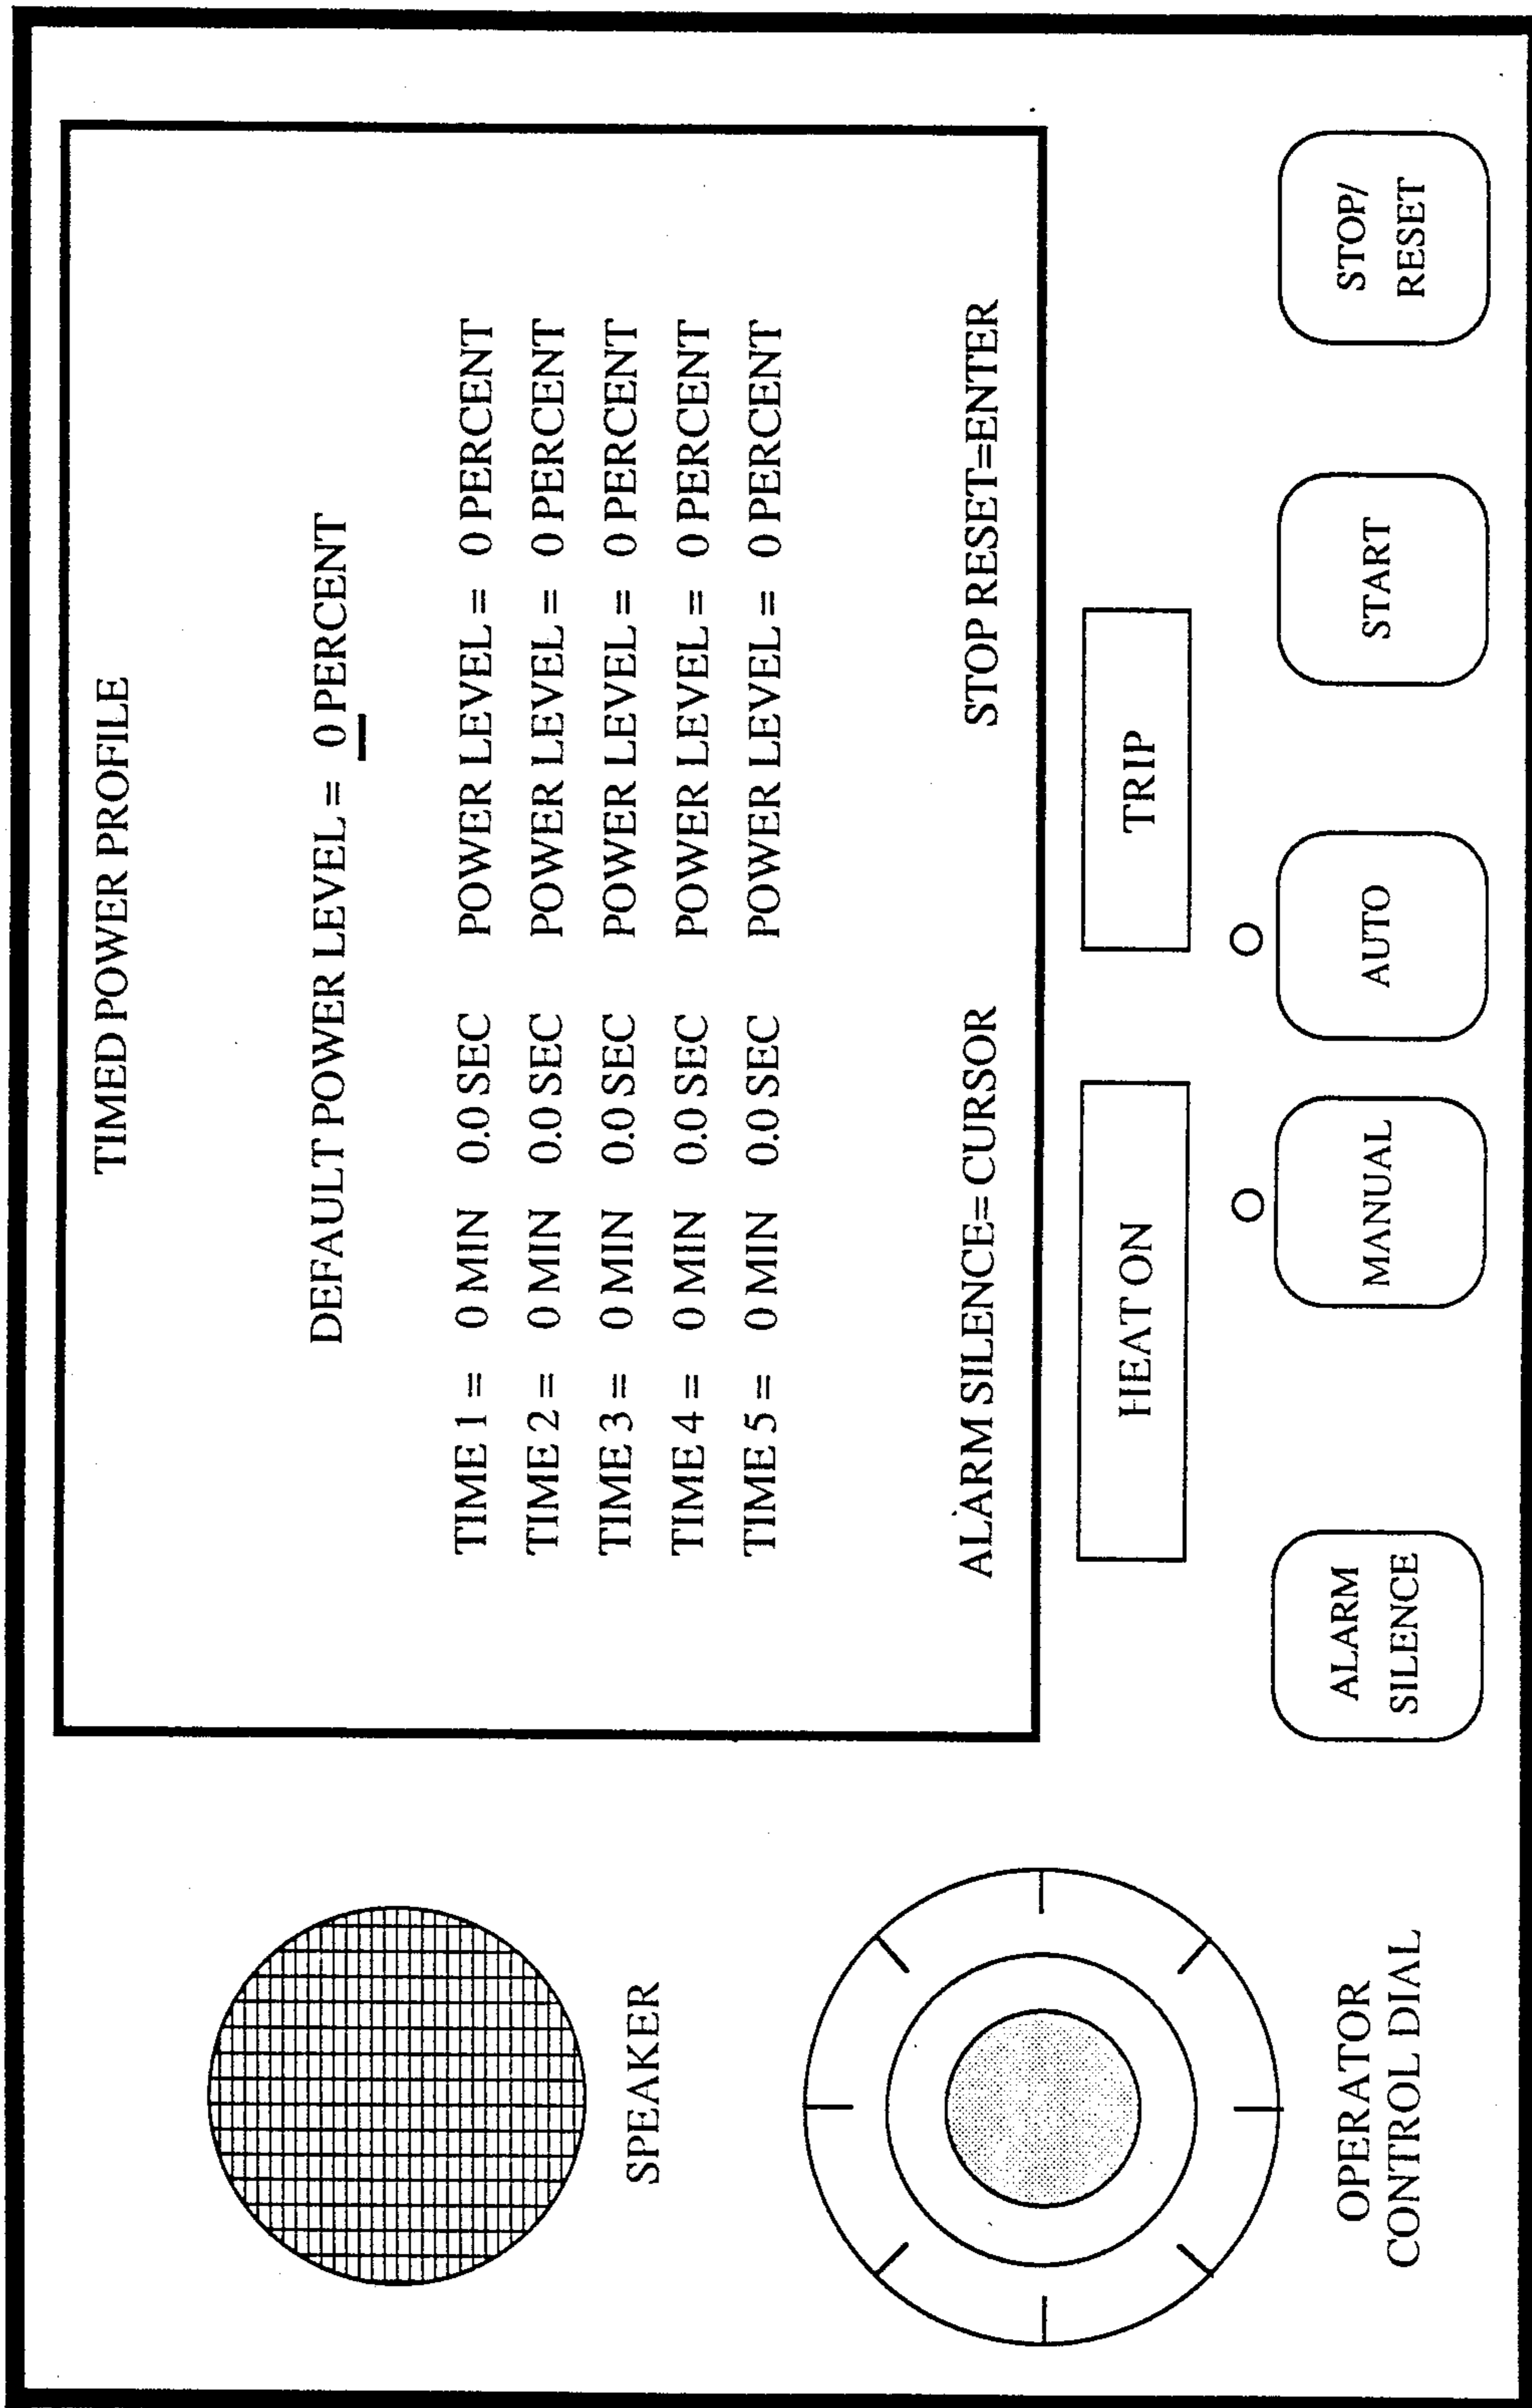 TIMED POWER PROFILE
DEFAULT POWER LEVEL = 0 PERCENT
TIME 1 = 0 MIN 0.0 SEC POWER LEVEL = 0 PERCENT
TIME 2 = 0 MIN 0.0 SEC POWER LEVEL = 0 PERCENT
TIME 3 = 0 MIN 0.0 SEC POWER LEVEL = 0 PERCENT
TIME 4 = 0 MIN 0.0 SEC POWER LEVEL = 0 PERCENT
TIME 5 = 0 MIN 0.0 SEC POWER LEVEL = 0 PERCENT
ALARM SILENCE= CURSOR STOP RESET=ENTER
SPEAKER
HEAT ON
TRIP
OPERATOR
CONTROL DIAL
ALARM
SILENCE
MANUAL
AUTO
START
STOP/
RESET